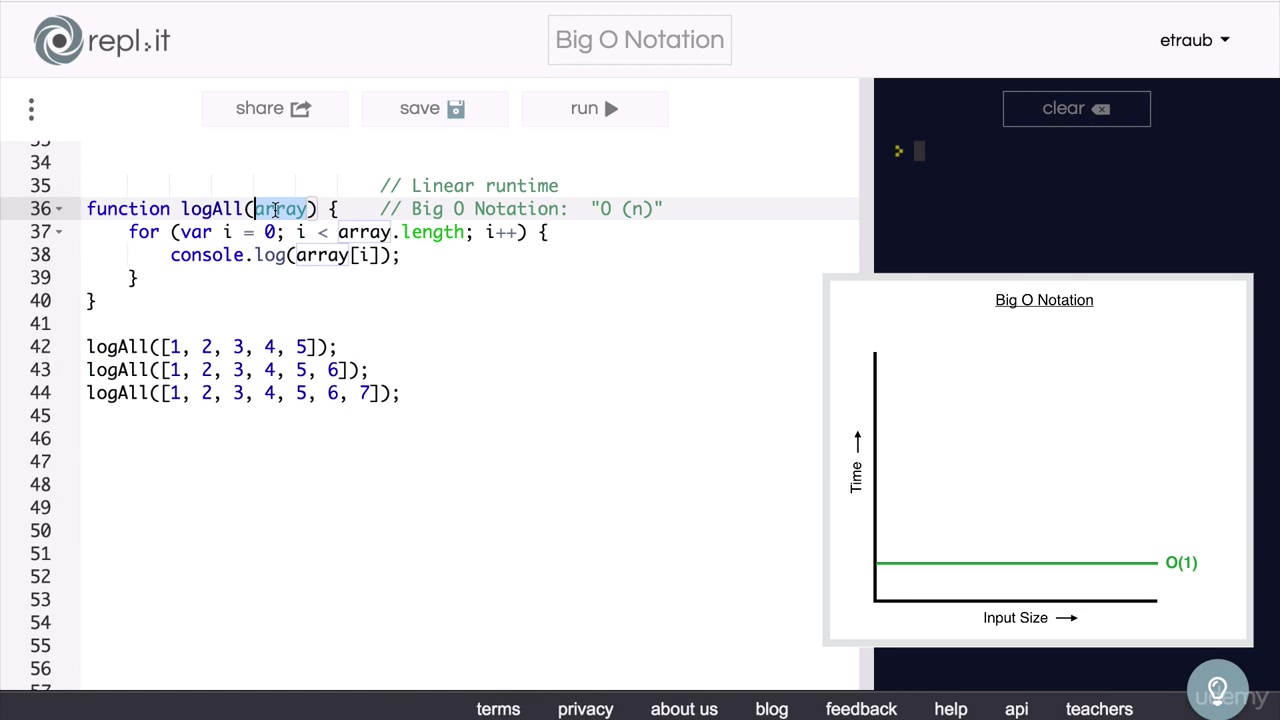 repl.it
Big O Notation
etraub
share
save
run
clear
34
35 // Linear runtime
36 function logAll(array) { // Big O Notation: "O (n)"
37 for (var i = 0; i < array.length; i++) {
38 console.log(array[i]);
39 }
40 }
41
42 logAll([1, 2, 3, 4, 5]);
43 logAll([1, 2, 3, 4, 5, 6]);
44 logAll([1, 2, 3, 4, 5, 6, 7]);
45
46
47
48
49
50
51
52
53
54
55
56
>
Big O Notation
Time
O(1)
Input Size
terms
privacy
about us
blog
feedback
help
api
teachers
udemy